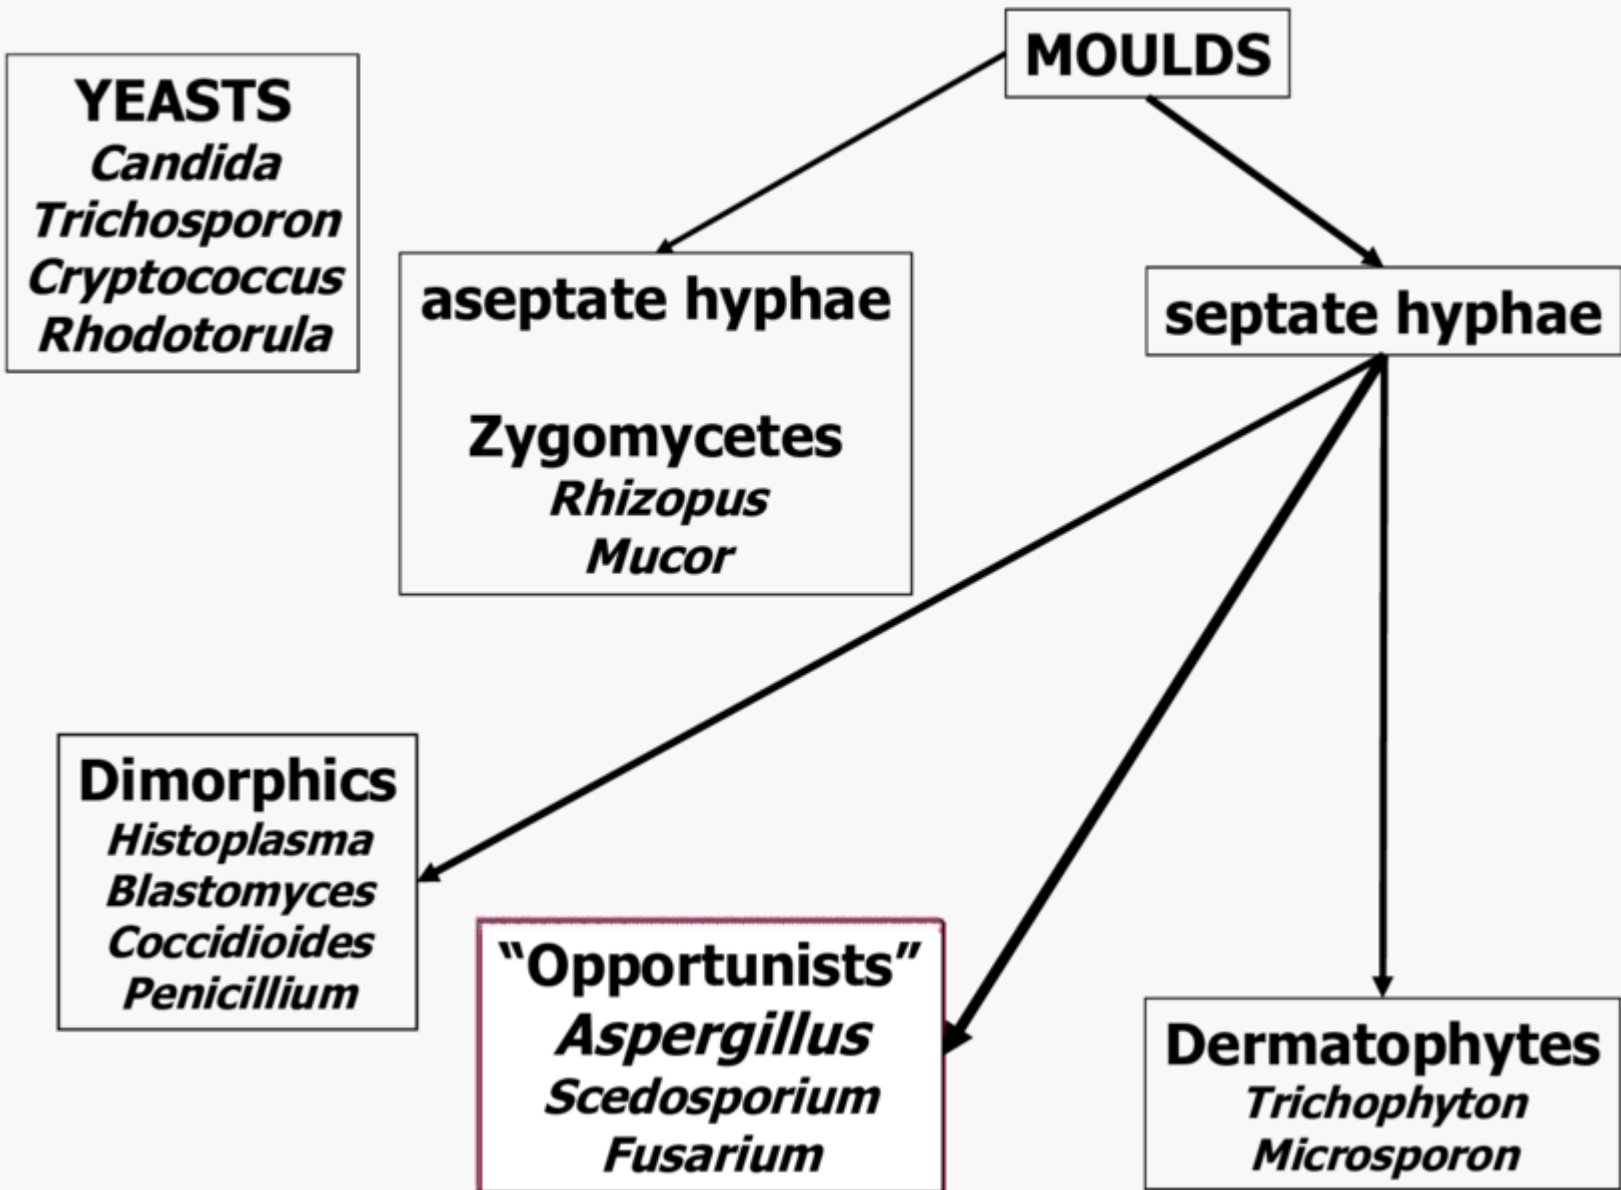 MOULDS
YEASTS
Candida
Trichosporon
Cryptococcus
Rhodotorula
aseptate hyphae
Zygomycetes
Rhizopus
Mucor
septate hyphae
Dimorphics
Histoplasma
Blastomyces
Coccidioides
Penicillium
“Opportunists”
Aspergillus
Scedosporium
Fusarium
Dermatophytes
Trichophyton
Microsporon